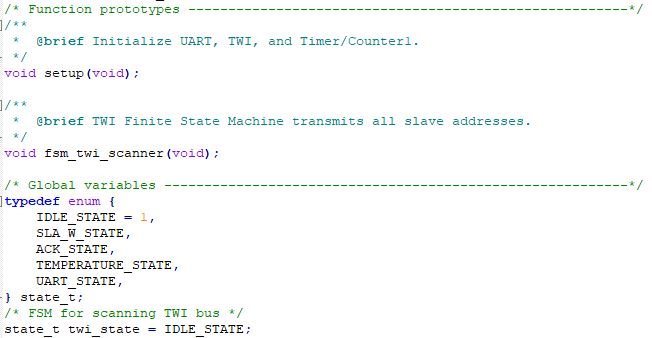 /* Function prototypes -------------------------------------------------------*/
/**
 *  @brief Initialize UART, TWI, and Timer/Counter1.
 */
void setup(void);

/**
 *  @brief TWI Finite State Machine transmits all slave addresses.
 */
void fsm_twi_scanner(void);

/* Global variables ----------------------------------------------------------*/
typedef enum {
    IDLE_STATE = 1,
    SLA_W_STATE,
    ACK_STATE,
    TEMPERATURE_STATE,
    UART_STATE,
} state_t;
/* FSM for scanning TWI bus */
state_t twi_state = IDLE_STATE;